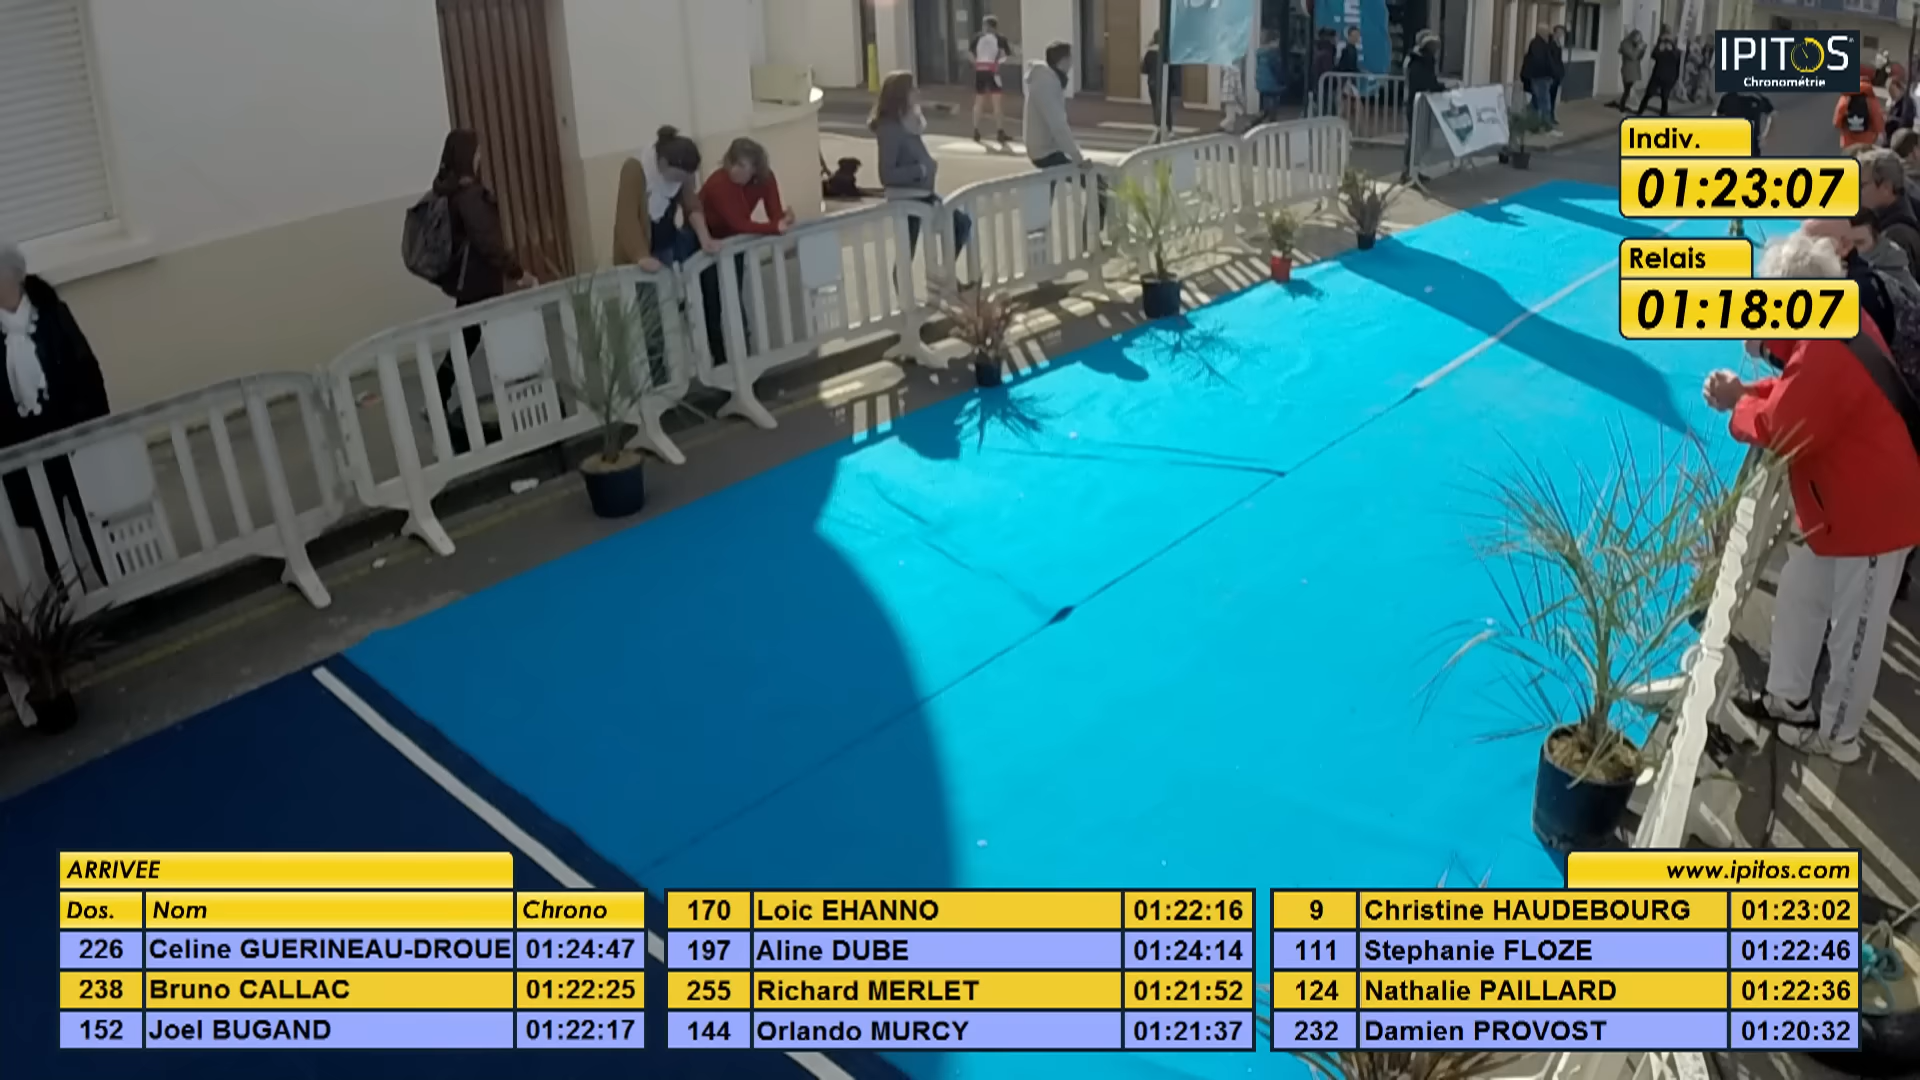 IPITOS
Chronométrie
Indiv.
01:23:07
Relais
01:18:07
ARRIVEE
www.ipitos.com
Dos. Nom Chrono
226 Celine GUERINEAU-DROUE 01:24:47
238 Bruno CALLAC 01:22:25
152 Joel BUGAND 01:22:17
170 Loic EHANNO 01:22:16
197 Aline DUBE 01:24:14
255 Richard MERLET 01:21:52
144 Orlando MURCY 01:21:37
9 Christine HAUDEBOURG 01:23:02
111 Stephanie FLOZE 01:22:46
124 Nathalie PAILLARD 01:22:36
232 Damien PROVOST 01:20:32